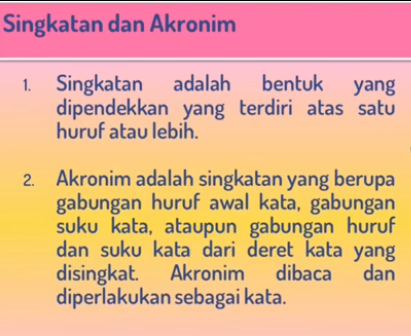 Singkatan dan Akronim
1. Singkatan adalah bentuk yang
dipendekkan yang terdiri atas satu
huruf atau lebih.
2. Akronim adalah singkatan yang berupa
gabungan huruf awal kata, gabungan
suku kata, ataupun gabungan huruf
dan suku kata dari deret kata yang
disingkat. Akronim dibaca dan
diperlakukan sebagai kata.